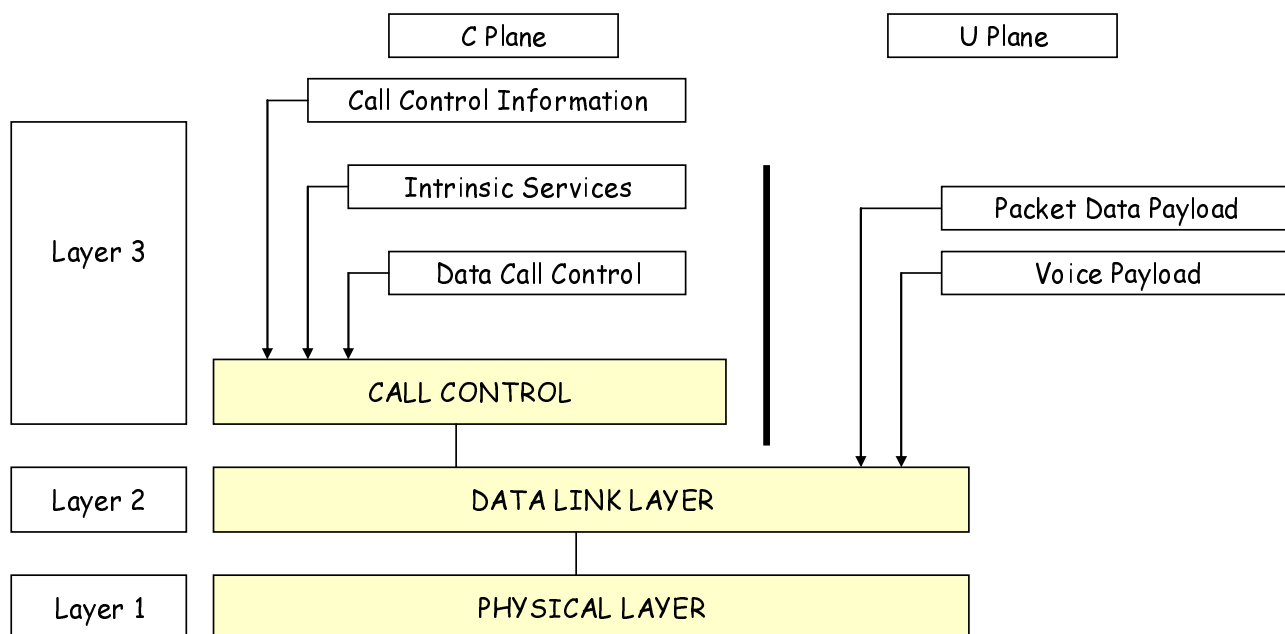 C Plane
U Plane
Call Control Information
Intrinsic Services
Packet Data Payload
Layer 3
Data Call Control
Voice Payload
CALL CONTROL
Layer 2
DATA LINK LAYER
Layer 1
PHYSICAL LAYER